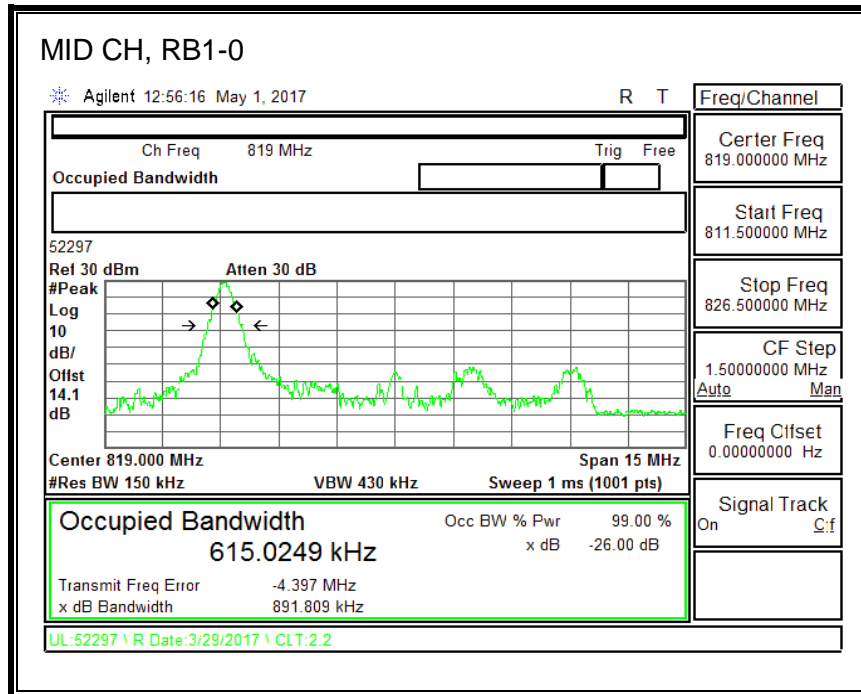 MID CH, RB1-0
Agilent 12:56:16 May 1, 2017 R T
Freq/Channel
Ch Freq 819 MHz Trig Free
Occupied Bandwidth
Center Freq
819.000000 MHz
Start Freq
811.500000 MHz
Stop Freq
826.500000 MHz
CF Step
1.50000000 MHz
Auto Man
Freq Offset
0.00000000 Hz
Signal Track
On Off
52297
Ref 30 dBm Atten 30 dB
#Peak
Log
10
dB/
Offst
14.1
dB
Center 819.000 MHz Span 15 MHz
#Res BW 150 kHz VBW 430 kHz Sweep 1 ms (1001 pts)
Occupied Bandwidth Occ BW % Pwr 99.00 %
615.0249 kHz x dB -26.00 dB
Transmit Freq Error -4.397 MHz
x dB Bandwidth 891.809 kHz
UL:52297 \ R Date:3/29/2017 \ CLT:2.2